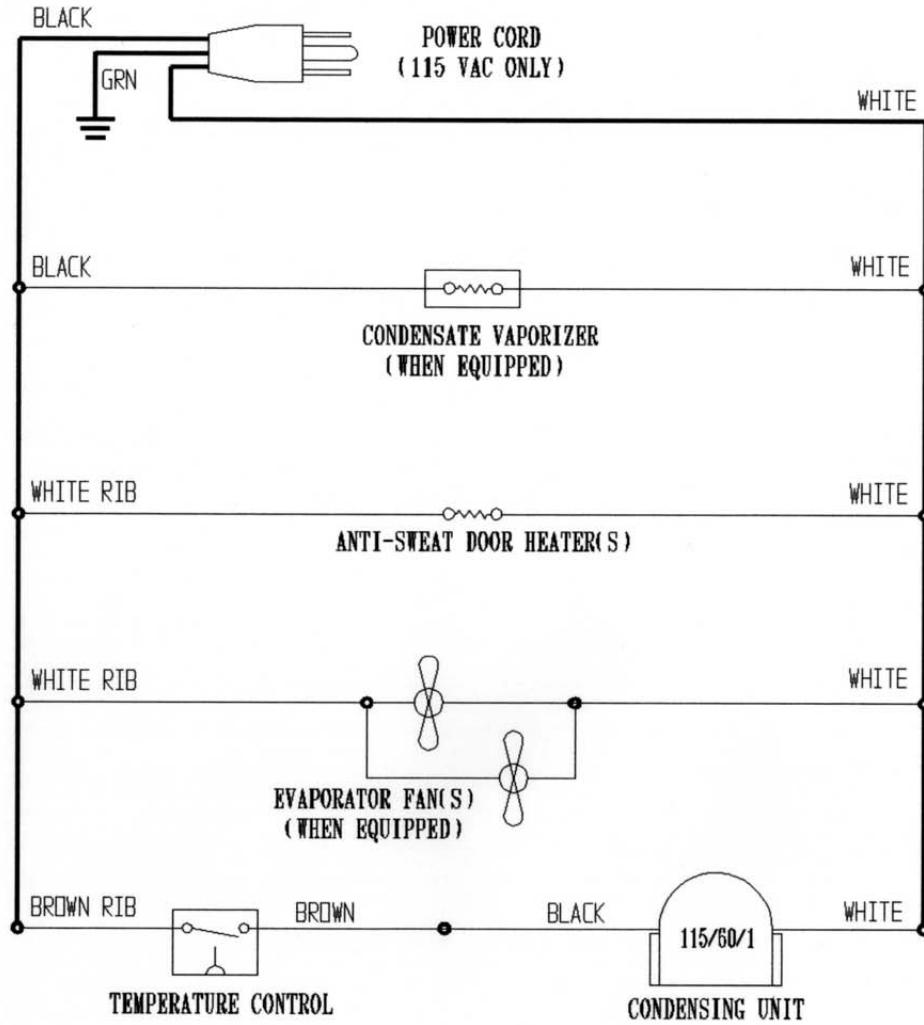 BLACK
POWER CORD
(115 VAC ONLY)
GRN
WHITE
BLACK
WHITE
CONDENSATE VAPORIZER
(WHEN EQUIPPED)
WHITE RIB
WHITE
ANTI-SWEAT DOOR HEATER(S)
WHITE RIB
WHITE
EVAPORATOR FAN(S)
(WHEN EQUIPPED)
BROWN RIB
BROWN
BLACK
WHITE
115/60/1
TEMPERATURE CONTROL
CONDENSING UNIT